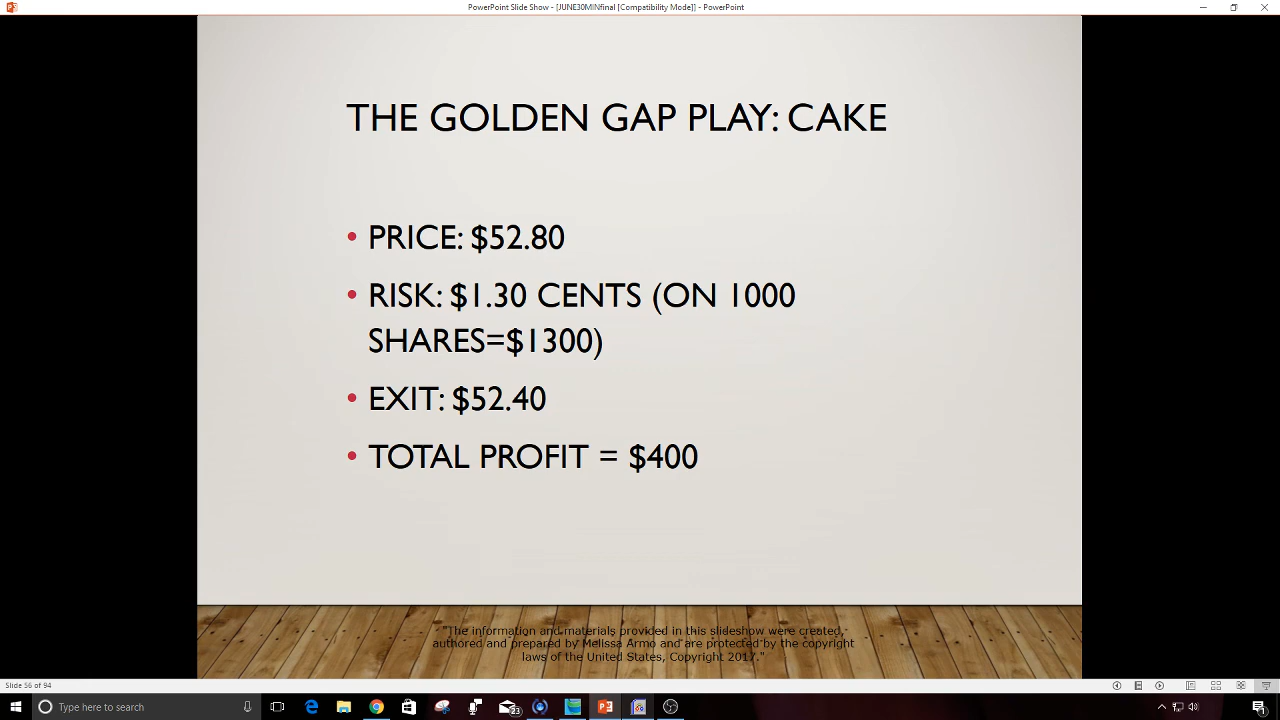 PowerPoint Slide Show - [JUNE30MINfinal [Compatibility Mode]] - PowerPoint
THE GOLDEN GAP PLAY: CAKE
• PRICE: $52.80
• RISK: $1.30 CENTS (ON 1000
SHARES=$1300)
• EXIT: $52.40
• TOTAL PROFIT = $400
"The information and materials provided in this slideshow were created,
authored and prepared by Melissa Armo and are protected by the copyright
laws of the United States, Copyright 2017."
Slide 56 of 94
Type here to search